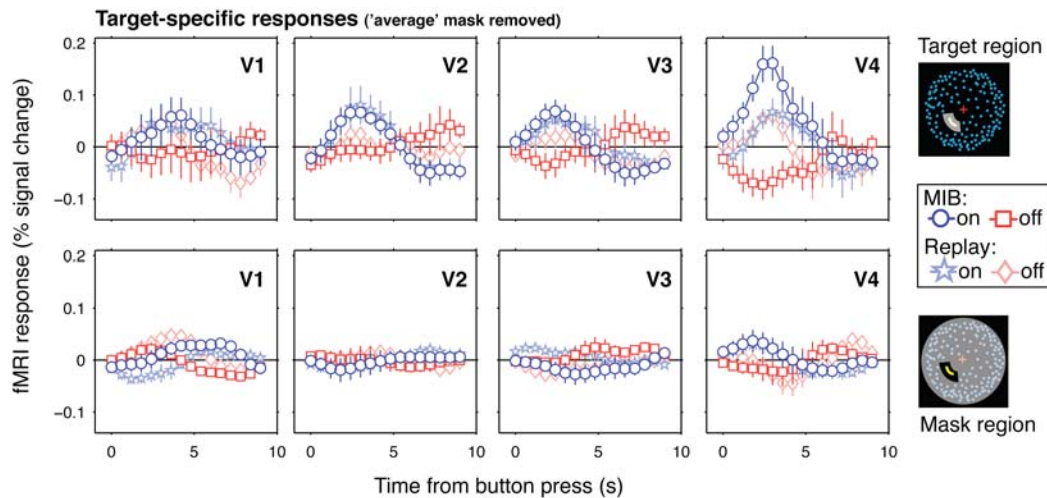 Target-specific responses ('average' mask removed)
fMRI response (% signal change)
0.2
0.1
0
−0.1
V1
V2
V3
V4
Target region
0.2
0.1
0
−0.1
V1
V2
V3
V4
MIB:
on
off
Replay:
on
off
Mask region
0 5 10
0 5 10
0 5 10
0 5 10
Time from button press (s)